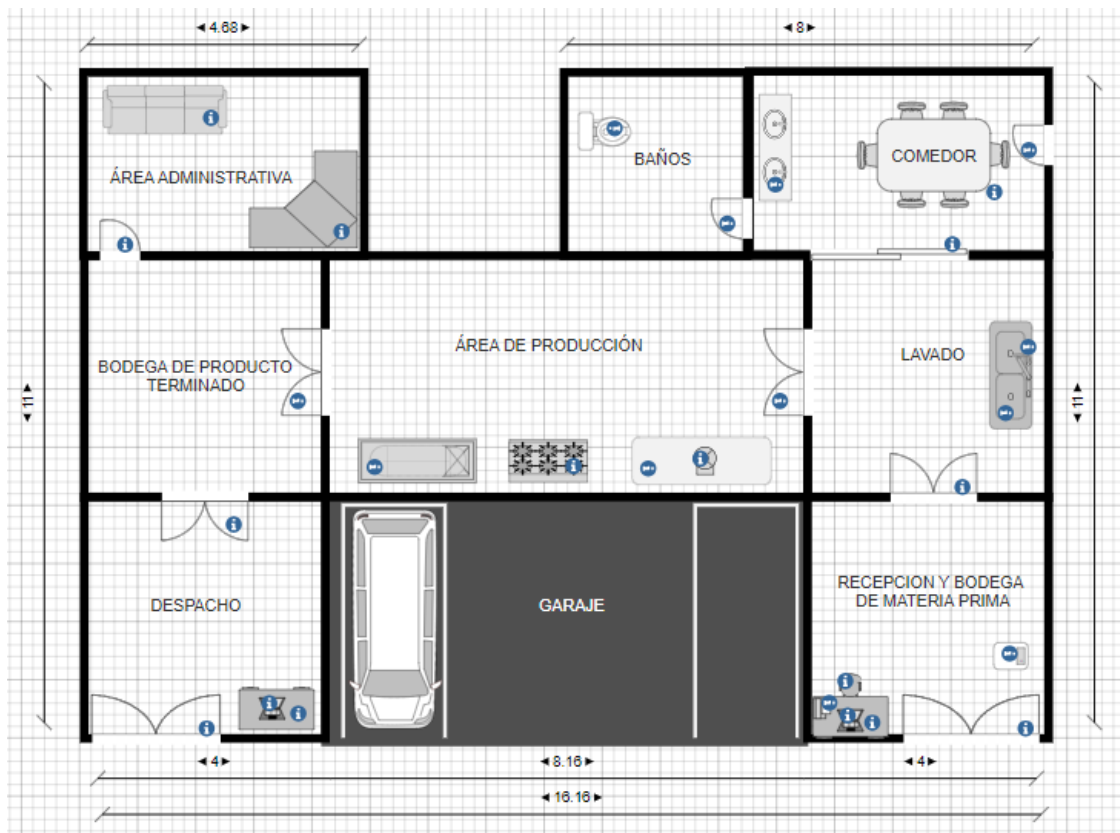 4.68
8
BAÑOS
COMEDOR
ÁREA ADMINISTRATIVA
ÁREA DE PRODUCCIÓN
LAVADO
BODEGA DE PRODUCTO
TERMINADO
11
11
DESPACHO
GARAJE
RECEPCION Y BODEGA
DE MATERIA PRIMA
4
8.16
4
16.16